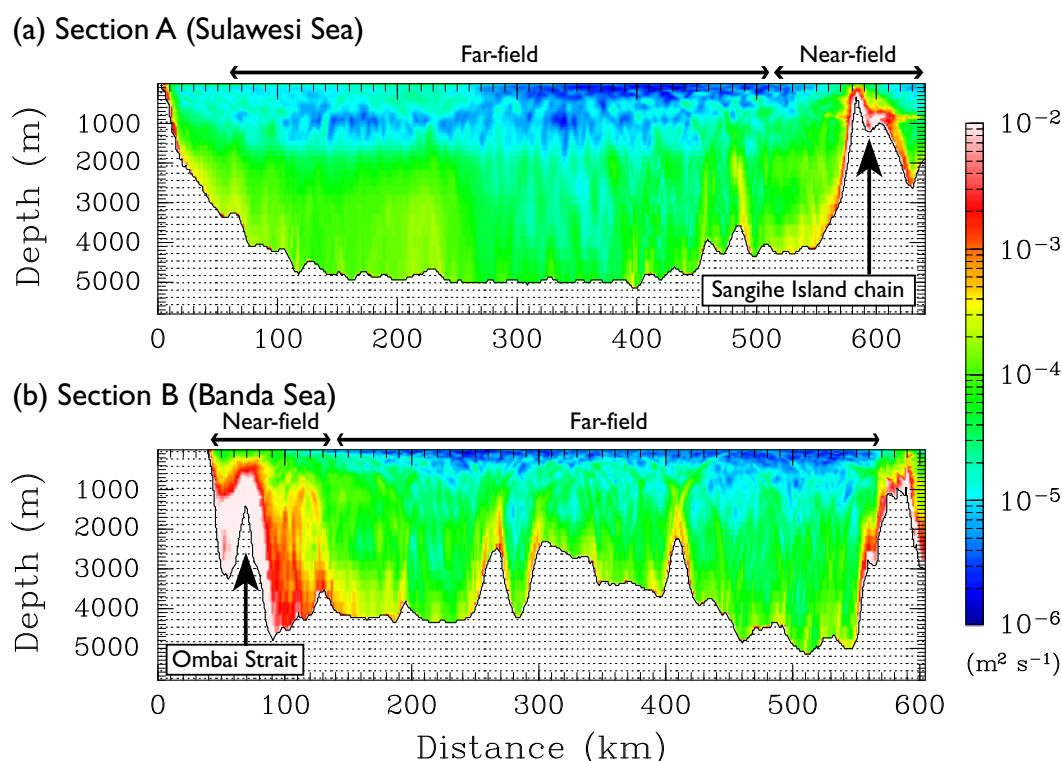 (a) Section A (Sulawesi Sea)
Far-field
Near-field
Depth (m)
1000
2000
3000
4000
5000
Sangihe Island chain
0 100 200 300 400 500 600
(b) Section B (Banda Sea)
Near-field
Far-field
Depth (m)
1000
2000
3000
4000
5000
Ombai Strait
0 100 200 300 400 500 600
Distance (km)
10⁻²
10⁻³
10⁻⁴
10⁻⁵
10⁻⁶
(m² s⁻¹)